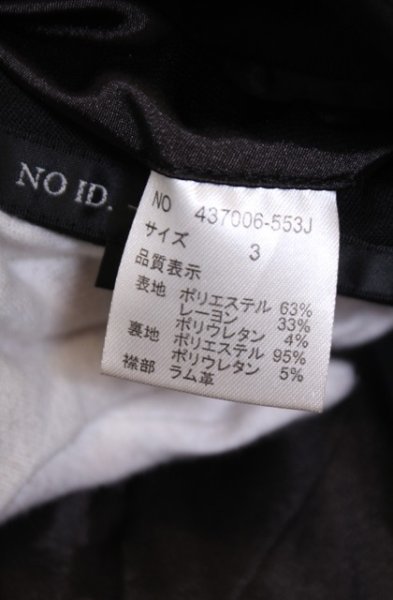 NO ID.
NO 437006-553J
サイズ 3
品質表示
表地 ポリエステル 63%
レーヨン 33%
ポリウレタン 4%
裏地 ポリエステル 95%
ポリウレタン 5%
襟部 ラム革